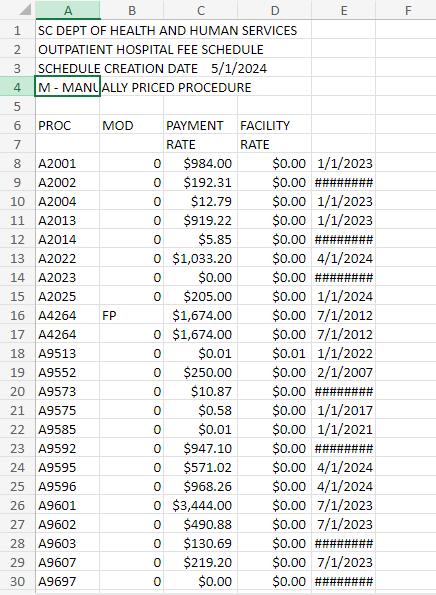 A B C D E F
1 SC DEPT OF HEALTH AND HUMAN SERVICES
2 OUTPATIENT HOSPITAL FEE SCHEDULE
3 SCHEDULE CREATION DATE 5/1/2024
4 M - MANUALLY PRICED PROCEDURE
5
6 PROC MOD PAYMENT FACILITY
7 RATE RATE
8 A2001 0 $984.00 $0.00 1/1/2023
9 A2002 0 $192.31 $0.00 ########
10 A2004 0 $12.79 $0.00 1/1/2023
11 A2013 0 $919.22 $0.00 1/1/2023
12 A2014 0 $5.85 $0.00 ########
13 A2022 0 $1,033.20 $0.00 4/1/2024
14 A2023 0 $0.00 $0.00 ########
15 A2025 0 $205.00 $0.00 1/1/2024
16 A4264 FP $1,674.00 $0.00 7/1/2012
17 A4264 0 $1,674.00 $0.00 7/1/2012
18 A9513 0 $0.01 $0.01 1/1/2022
19 A9552 0 $250.00 $0.00 2/1/2007
20 A9573 0 $10.87 $0.00 ########
21 A9575 0 $0.58 $0.00 1/1/2017
22 A9585 0 $0.01 $0.00 1/1/2021
23 A9592 0 $947.10 $0.00 ########
24 A9595 0 $571.02 $0.00 4/1/2024
25 A9596 0 $968.26 $0.00 4/1/2024
26 A9601 0 $3,444.00 $0.00 7/1/2023
27 A9602 0 $490.88 $0.00 7/1/2023
28 A9603 0 $130.69 $0.00 ########
29 A9607 0 $219.20 $0.00 7/1/2023
30 A9697 0 $0.00 $0.00 ########